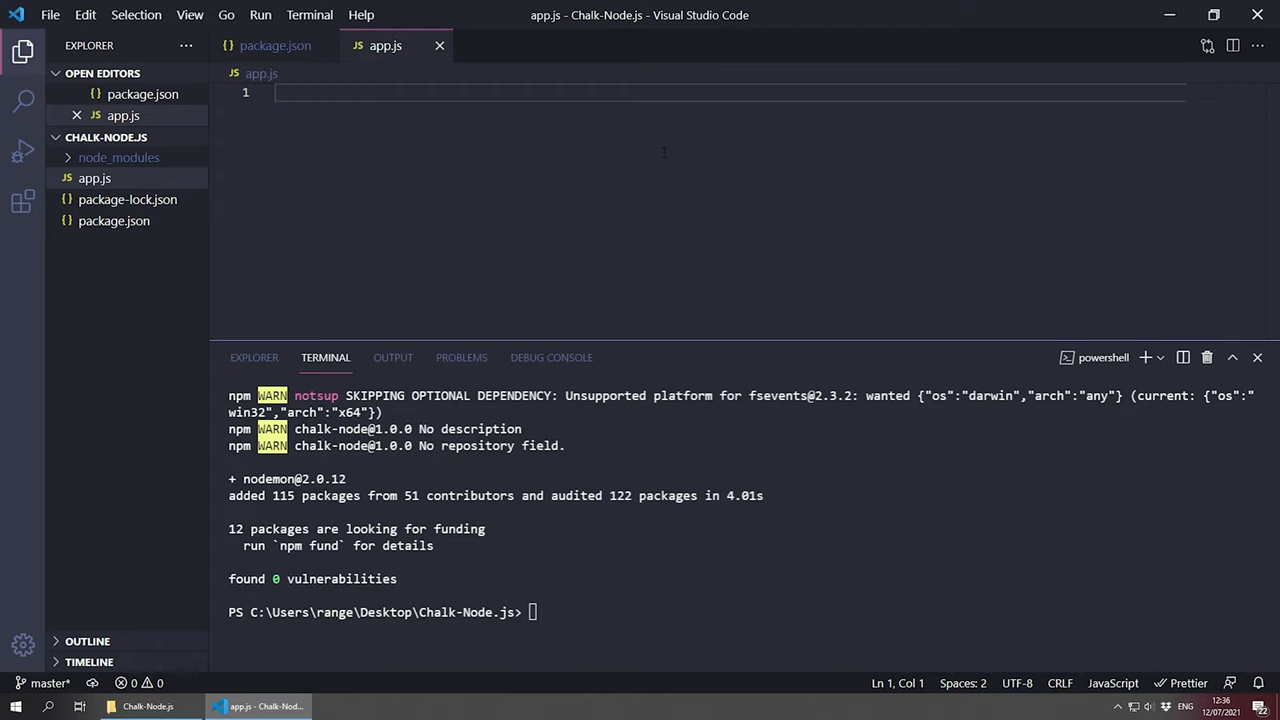 File Edit Selection View Go Run Terminal Help app.js - Chalk-Node.js - Visual Studio Code
EXPLORER ··· {} package.json JS app.js
OPEN EDITORS
{} package.json
JS app.js
CHALK-NODE.JS
node_modules
JS app.js
{} package-lock.json
{} package.json
OUTLINE
TIMELINE
JS app.js
1
EXPLORER TERMINAL OUTPUT PROBLEMS DEBUG CONSOLE powershell
npm WARN notsup SKIPPING OPTIONAL DEPENDENCY: Unsupported platform for fsevents@2.3.2: wanted {"os":"darwin","arch":"any"} (current: {"os":"
win32","arch":"x64"})
npm WARN chalk-node@1.0.0 No description
npm WARN chalk-node@1.0.0 No repository field.
+ nodemon@2.0.12
added 115 packages from 51 contributors and audited 122 packages in 4.01s
12 packages are looking for funding
run `npm fund` for details
found 0 vulnerabilities
PS C:\Users\range\Desktop\Chalk-Node.js>
master* 0 0 Ln 1, Col 1 Spaces: 2 UTF-8 CRLF JavaScript Prettier
Chalk-Node.js app.js - Chalk-Nod... ENG 12:36
12/07/2021
22